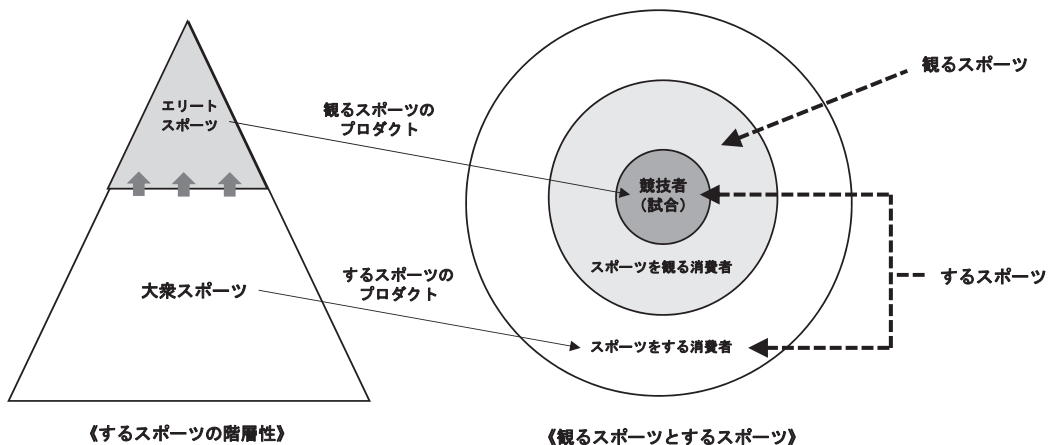 エリート
スポーツ
大衆スポーツ
《するスポーツの階層性》
観るスポーツの
プロダクト
するスポーツの
プロダクト
競技者
（試合）
スポーツを観る消費者
スポーツをする消費者
観るスポーツ
するスポーツ
《観るスポーツとするスポーツ》